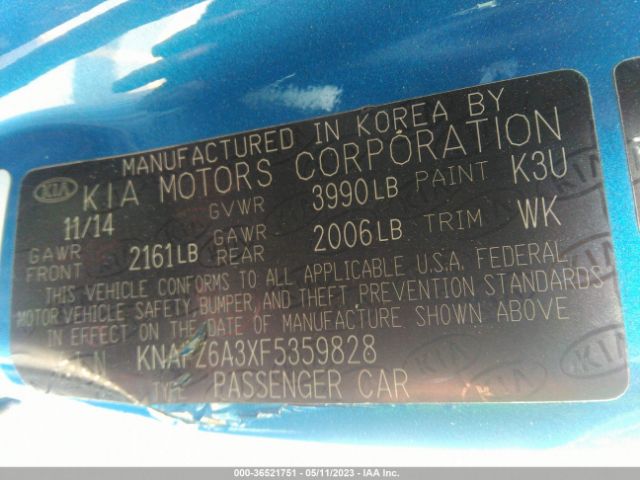 MANUFACTURED IN KOREA BY
KIA KIA MOTORS CORPORATION
11/14 GVWR 3990LB PAINT K3U
GAWR FRONT 2161LB GAWR REAR 2006LB TRIM WK
THIS VEHICLE CONFORMS TO ALL APPLICABLE U.S.A. FEDERAL
MOTOR VEHICLE SAFETY, BUMPER, AND THEFT PREVENTION STANDARDS
IN EFFECT ON THE DATE OF MANUFACTURE SHOWN ABOVE
TYPE PASSENGER CAR
000-36521751 - 05/11/2023 - IAA Inc.